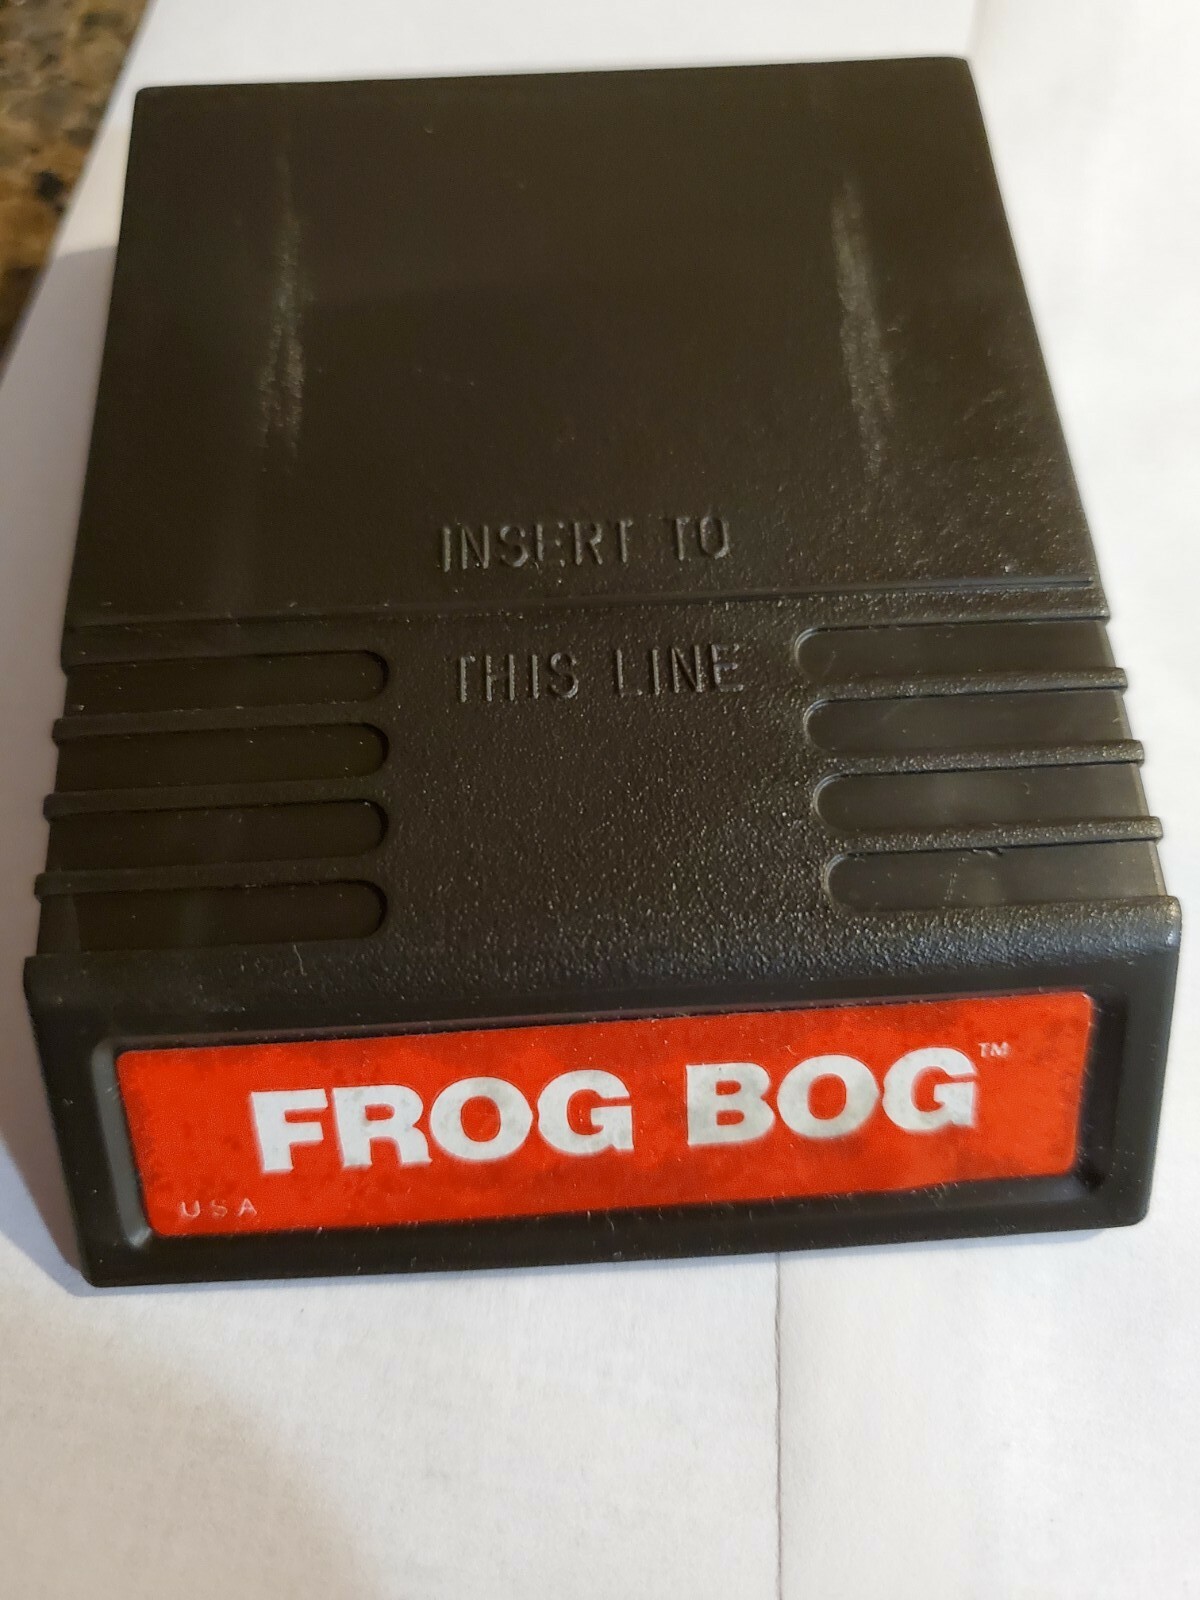 INSERT TO
THIS LINE
FROG BOG™
USA